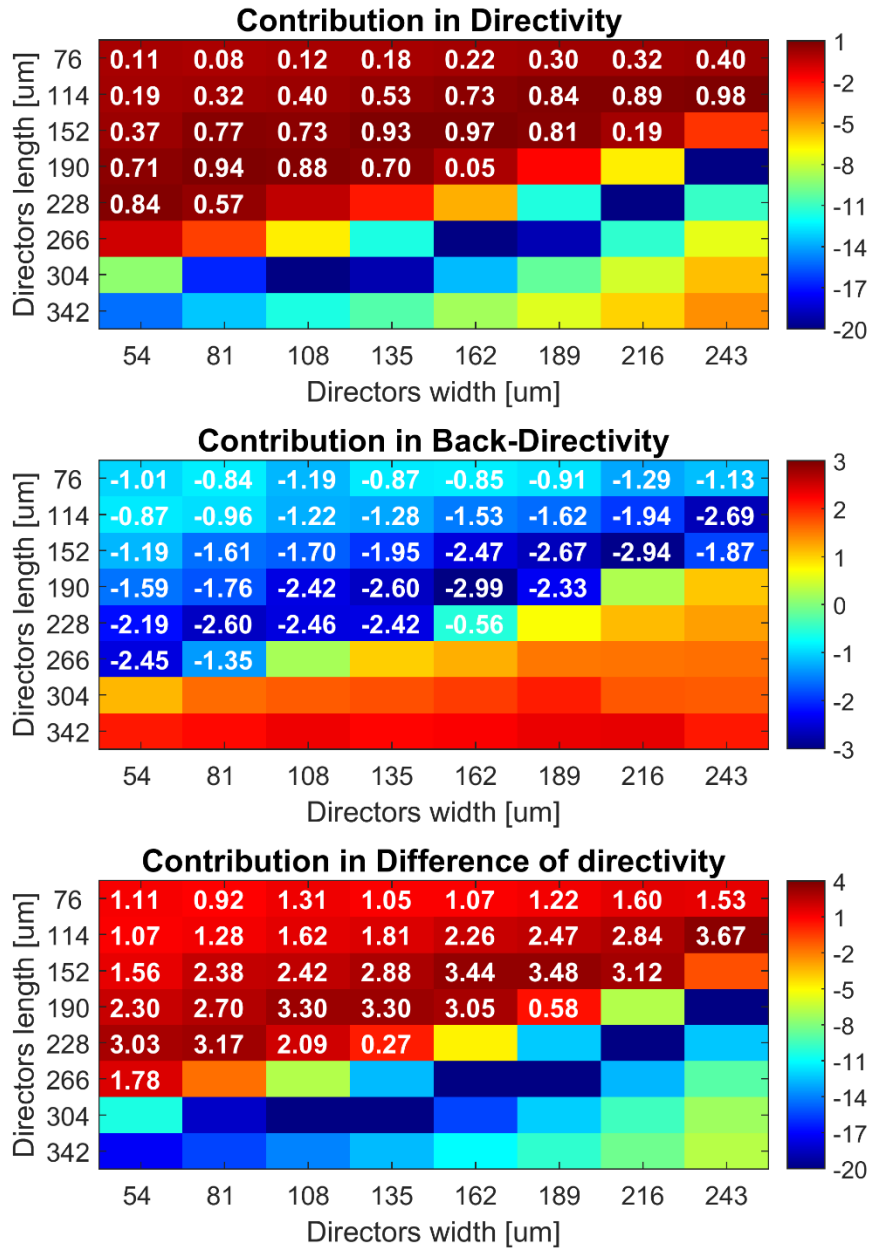 Contribution in Directivity
Directors length [um]
76 0.11 0.08 0.12 0.18 0.22 0.30 0.32 0.40 1
114 0.19 0.32 0.40 0.53 0.73 0.84 0.89 0.98 -2
152 0.37 0.77 0.73 0.93 0.97 0.81 0.19 -5
190 0.71 0.94 0.88 0.70 0.05 -8
228 0.84 0.57 -11
266 -14
304 -17
342 -20
54 81 108 135 162 189 216 243
Directors width [um]
Contribution in Back-Directivity
Directors length [um]
76 -1.01 -0.84 -1.19 -0.87 -0.85 -0.91 -1.29 -1.13 3
114 -0.87 -0.96 -1.22 -1.28 -1.53 -1.62 -1.94 -2.69 2
152 -1.19 -1.61 -1.70 -1.95 -2.47 -2.67 -2.94 -1.87 1
190 -1.59 -1.76 -2.42 -2.60 -2.99 -2.33 0
228 -2.19 -2.60 -2.46 -2.42 -0.56 -1
266 -2.45 -1.35 -2
304 -3
342
54 81 108 135 162 189 216 243
Directors width [um]
Contribution in Difference of directivity
Directors length [um]
76 1.11 0.92 1.31 1.05 1.07 1.22 1.60 1.53 4
114 1.07 1.28 1.62 1.81 2.26 2.47 2.84 3.67 1
152 1.56 2.38 2.42 2.88 3.44 3.48 3.12 -2
190 2.30 2.70 3.30 3.30 3.05 0.58 -5
228 3.03 3.17 2.09 0.27 -8
266 1.78 -11
304 -14
342 -17
-20
54 81 108 135 162 189 216 243
Directors width [um]